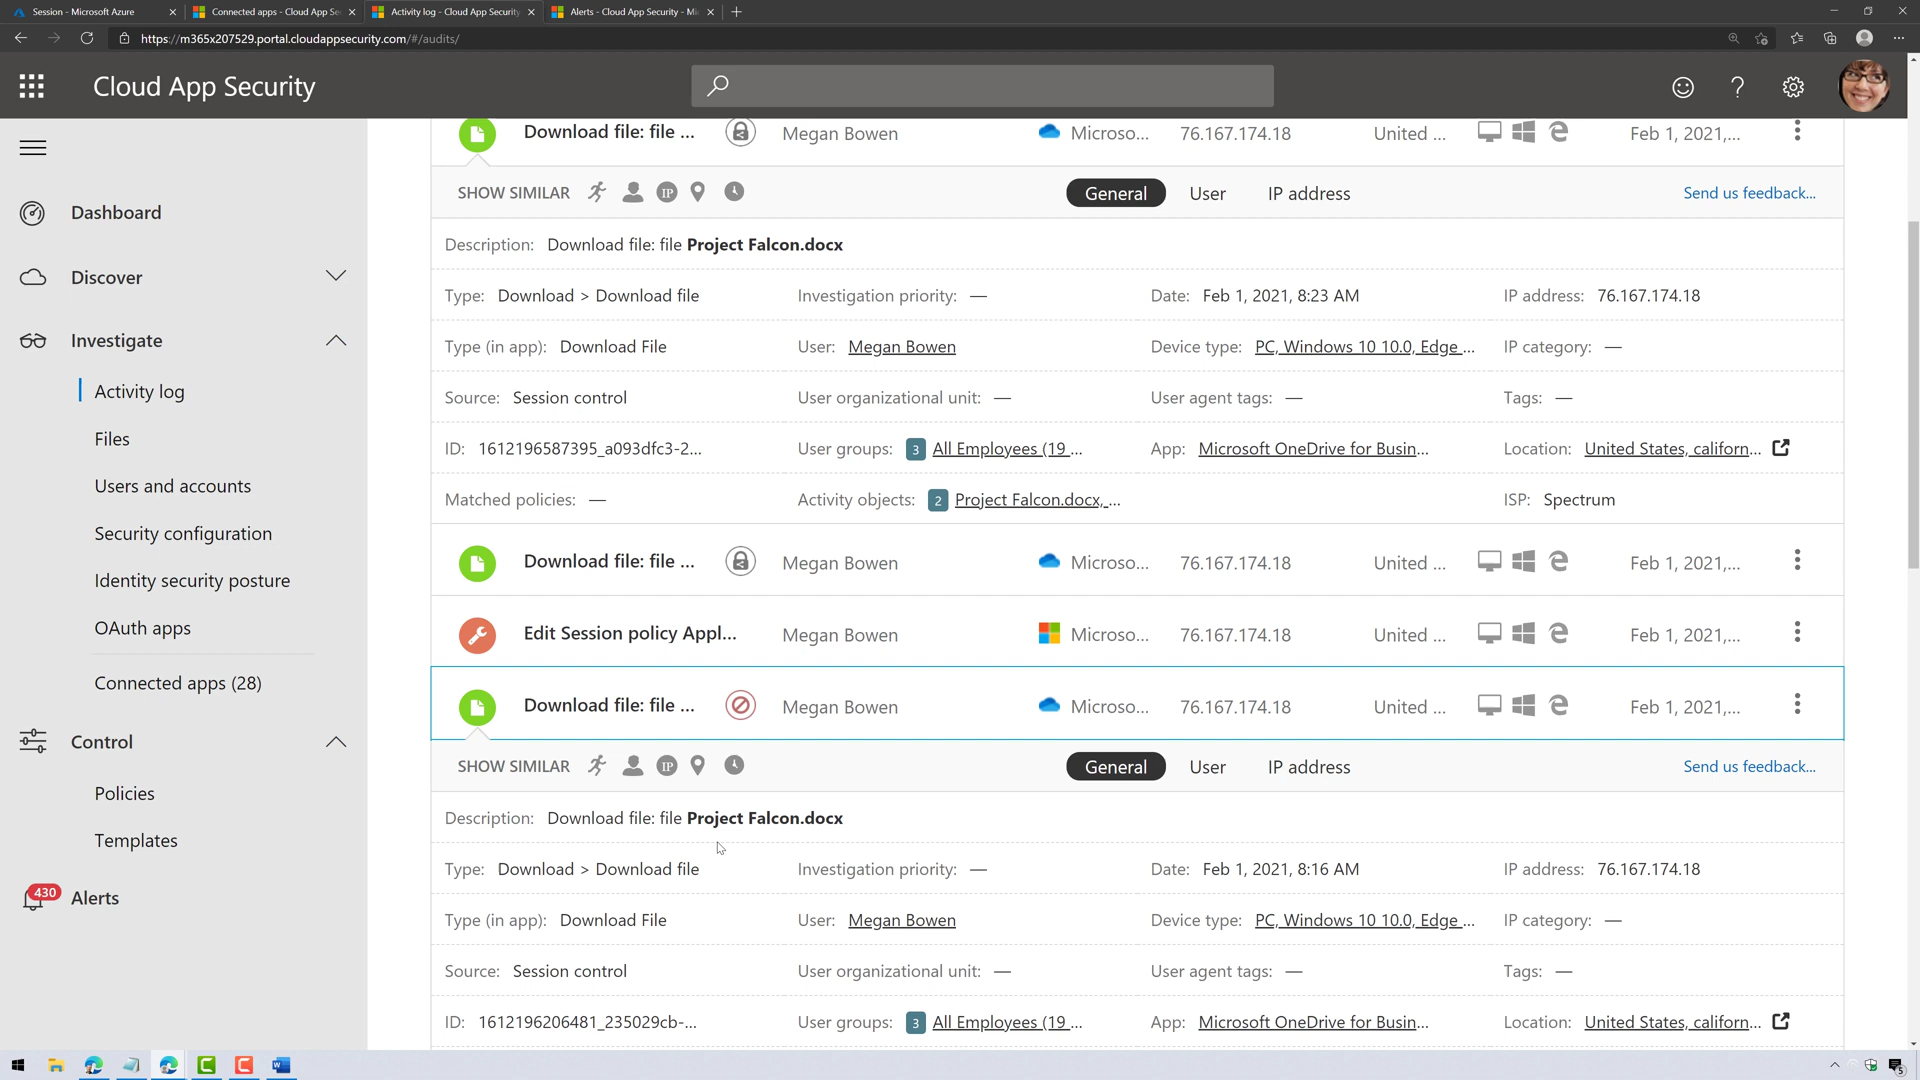 Session - Microsoft Azure
Connected apps - Cloud App Sec
Activity log - Cloud App Security
Alerts - Cloud App Security - Mi
https://m365x207529.portal.cloudappsecurity.com/#/audits/
Cloud App Security
Dashboard
Discover
Investigate
Activity log
Files
Users and accounts
Security configuration
Identity security posture
OAuth apps
Connected apps (28)
Control
Policies
Templates
430
Alerts
Download file: file ... Megan Bowen Microso... 76.167.174.18 United ... Feb 1, 2021,...
SHOW SIMILAR IP General User IP address Send us feedback...
Description: Download file: file Project Falcon.docx
Type: Download > Download file Investigation priority: — Date: Feb 1, 2021, 8:23 AM IP address: 76.167.174.18
Type (in app): Download File User: Megan Bowen Device type: PC, Windows 10 10.0, Edge ... IP category: —
Source: Session control User organizational unit: — User agent tags: — Tags: —
ID: 1612196587395_a093dfc3-2... User groups: 3 All Employees (19 ... App: Microsoft OneDrive for Busin... Location: United States, californ...
Matched policies: — Activity objects: 2 Project Falcon.docx, ... ISP: Spectrum
Download file: file ... Megan Bowen Microso... 76.167.174.18 United ... Feb 1, 2021,...
Edit Session policy Appl... Megan Bowen Microso... 76.167.174.18 United ... Feb 1, 2021,...
Download file: file ... Megan Bowen Microso... 76.167.174.18 United ... Feb 1, 2021,...
SHOW SIMILAR IP General User IP address Send us feedback...
Description: Download file: file Project Falcon.docx
Type: Download > Download file Investigation priority: — Date: Feb 1, 2021, 8:16 AM IP address: 76.167.174.18
Type (in app): Download File User: Megan Bowen Device type: PC, Windows 10 10.0, Edge ... IP category: —
Source: Session control User organizational unit: — User agent tags: — Tags: —
ID: 1612196206481_235029cb-... User groups: 3 All Employees (19 ... App: Microsoft OneDrive for Busin... Location: United States, californ...
5